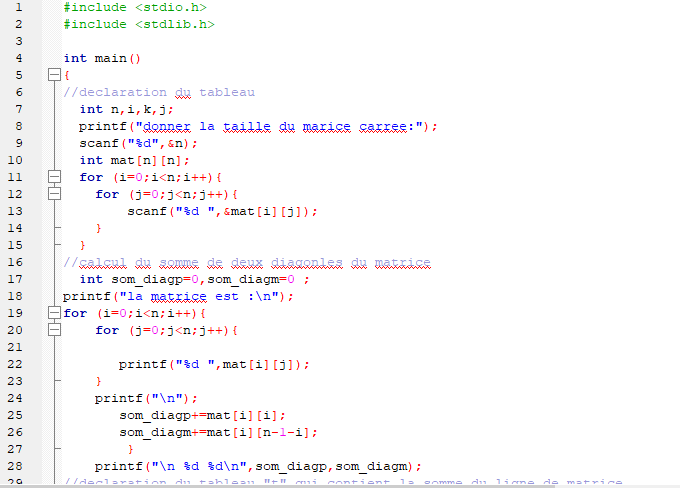 1 #include <stdio.h>
2 #include <stdlib.h>
3
4 int main()
5 {
6 //declaration du tableau
7 int n,i,k,j;
8 printf("donner la taille du marice carree:");
9 scanf("%d",&n);
10 int mat[n][n];
11 for (i=0;i<n;i++){
12 for (j=0;j<n;j++){
13 scanf("%d ",&mat[i][j]);
14 }
15 }
16 //calcul du somme de deux diagonles du matrice
17 int som_diagp=0,som_diagm=0 ;
18 printf("la matrice est :\n");
19 for (i=0;i<n;i++){
20 for (j=0;j<n;j++){
21
22 printf("%d ",mat[i][j]);
23 }
24 printf("\n");
25 som_diagp+=mat[i][i];
26 som_diagm+=mat[i][n-1-i];
27 }
28 printf("\n %d %d\n",som_diagp,som_diagm);
29 //declaration du tableau "t" qui contient la somme du ligne de matrice